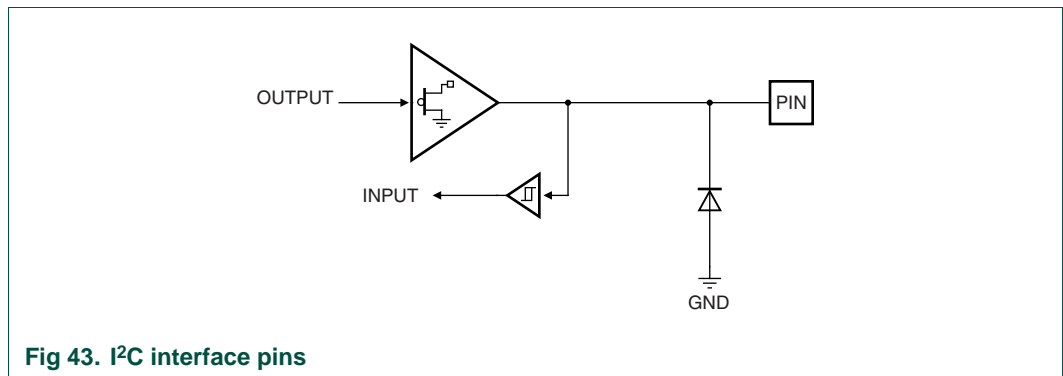 OUTPUT
PIN
INPUT
GND
Fig 43. I²C interface pins